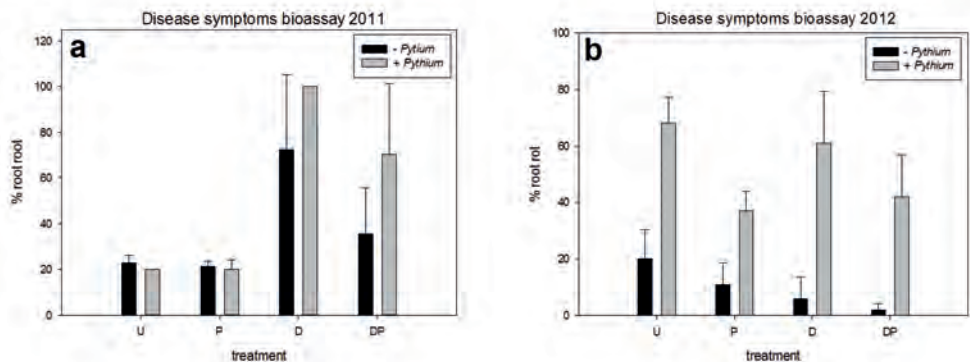 Disease symptoms bioassay 2011
a
- Pytium
+ Pythium
120
100
80
60
40
20
0
% root root
U P D DP
treatment
Disease symptoms bioassay 2012
b
- Pythium
+ Pythium
100
80
60
40
20
0
% root rot
U P D DP
treatment